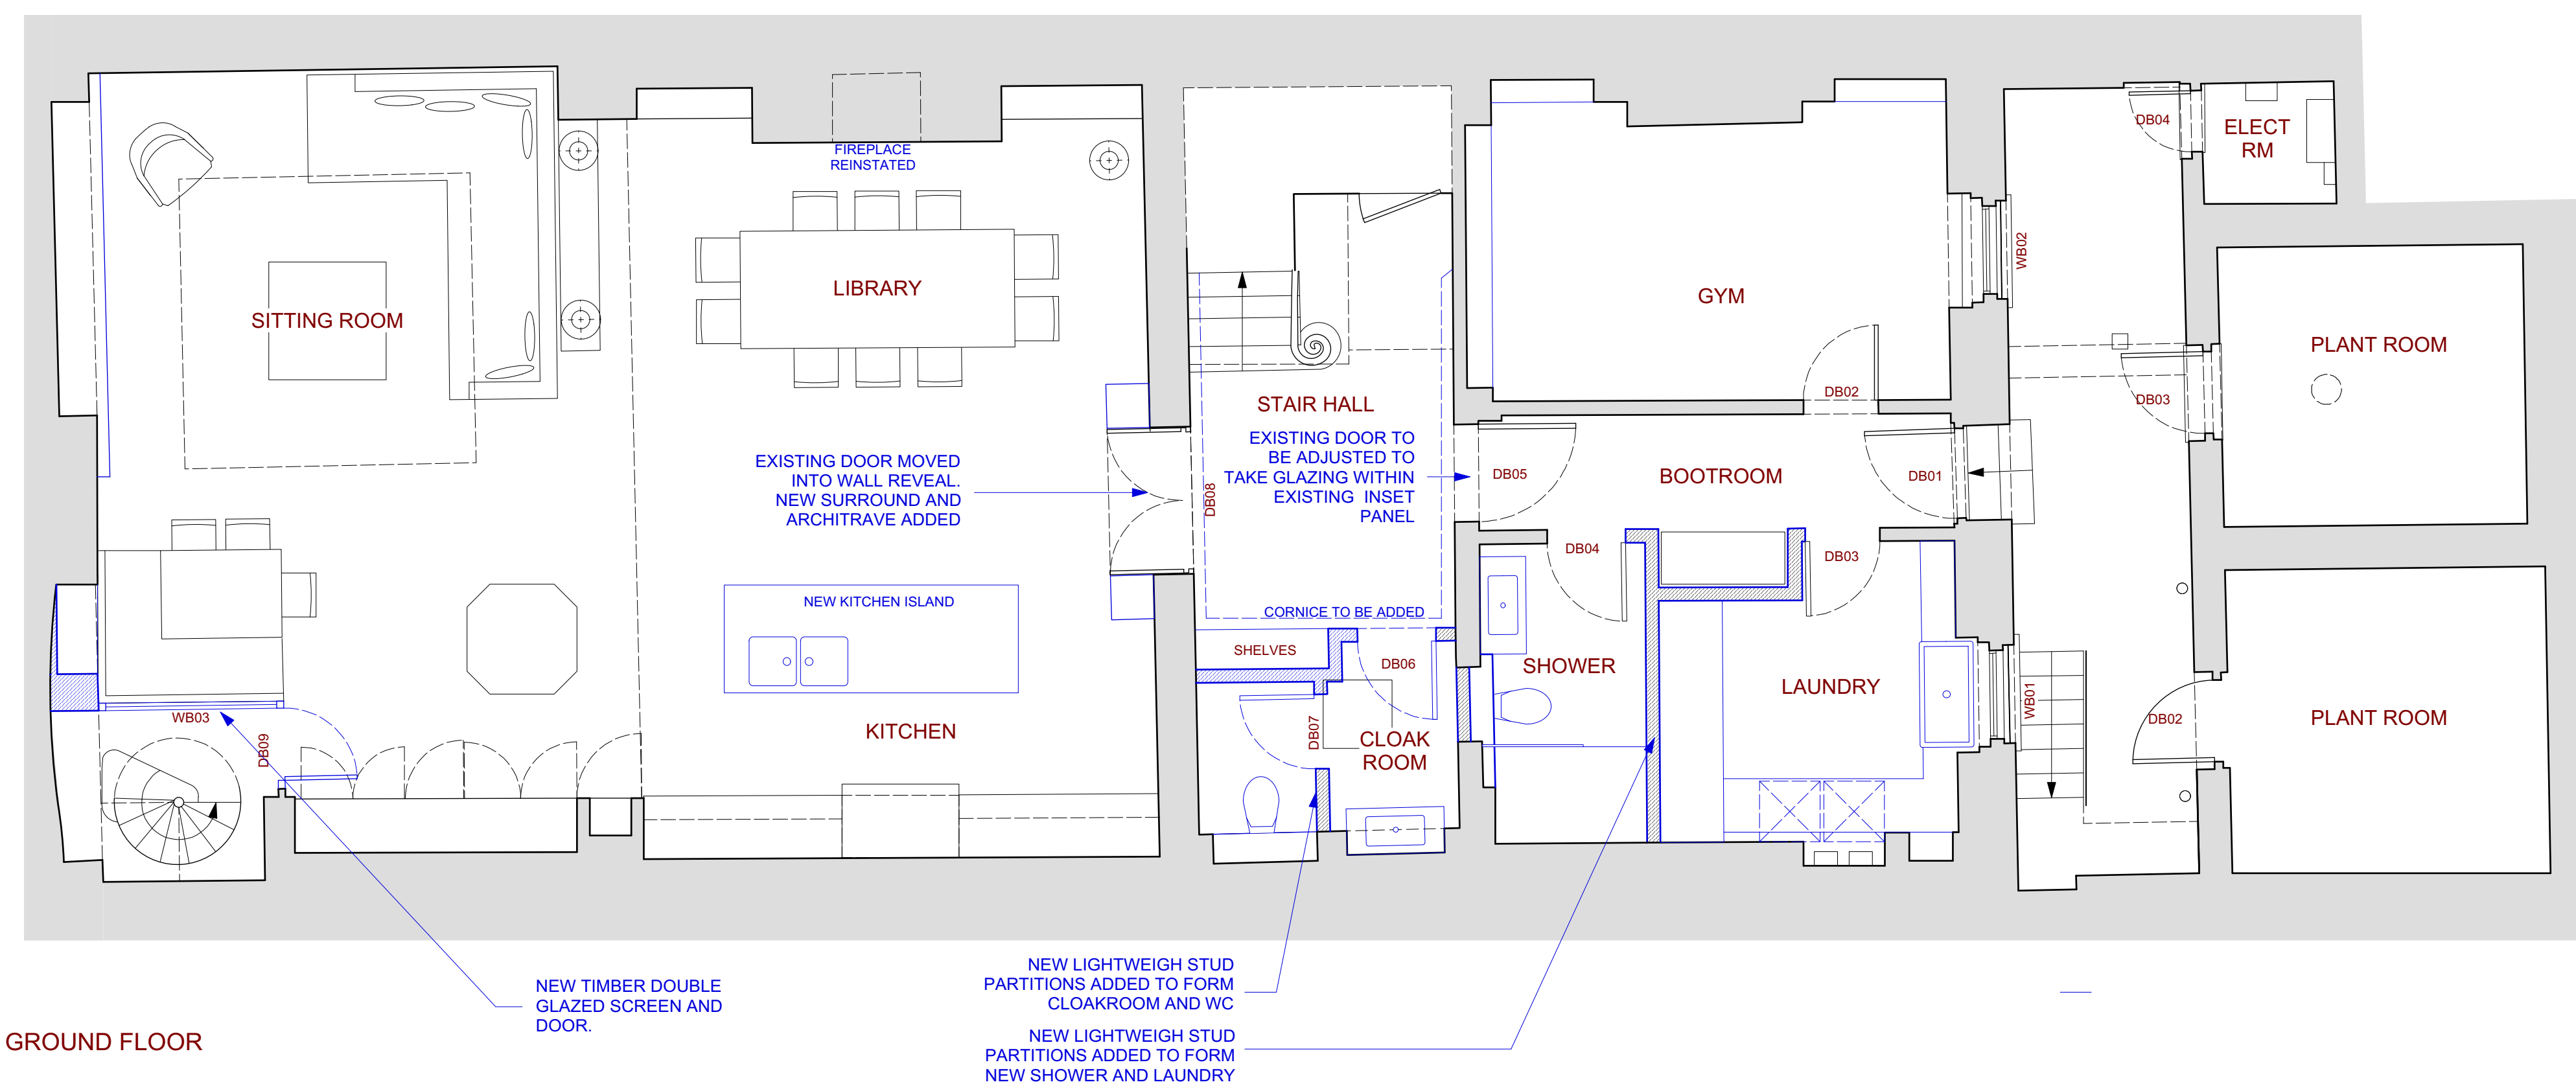 DB04
ELECT
RM
FIREPLACE
REINSTATED
WB02
LIBRARY
GYM
SITTING ROOM
PLANT ROOM
DB02
DB03
STAIR HALL
EXISTING DOOR TO
BE ADJUSTED TO
TAKE GLAZING WITHIN
EXISTING INSET
PANEL
EXISTING DOOR MOVED
INTO WALL REVEAL.
NEW SURROUND AND
ARCHITRAVE ADDED
DB08
DB05
BOOTROOM
DB01
DB04
DB03
NEW KITCHEN ISLAND
CORNICE TO BE ADDED
SHELVES
DB06
SHOWER
LAUNDRY
WB01
WB03
DB09
KITCHEN
DB07
CLOAK
ROOM
DB02
PLANT ROOM
NEW TIMBER DOUBLE
GLAZED SCREEN AND
DOOR.
NEW LIGHTWEIGH STUD
PARTITIONS ADDED TO FORM
CLOAKROOM AND WC
NEW LIGHTWEIGH STUD
PARTITIONS ADDED TO FORM
NEW SHOWER AND LAUNDRY
GROUND FLOOR